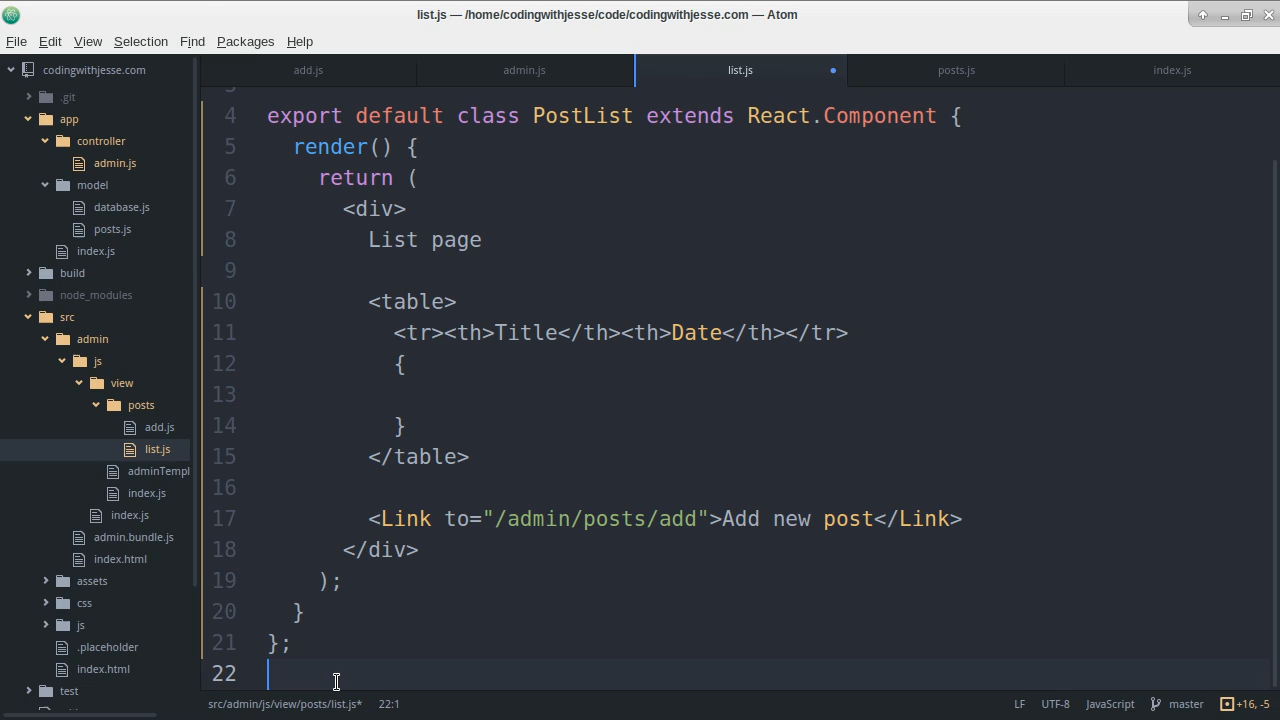 list.js — /home/codingwithjesse/code/codingwithjesse.com — Atom
File Edit View Selection Find Packages Help
codingwithjesse.com
.git
app
controller
admin.js
model
database.js
posts.js
index.js
build
node_modules
src
admin
js
view
posts
add.js
list.js
adminTempl
index.js
index.js
admin.bundle.js
index.html
assets
css
js
.placeholder
index.html
test
add.js admin.js list.js posts.js index.js
4 export default class PostList extends React.Component {
5 render() {
6 return (
7 <div>
8 List page
9
10 <table>
11 <tr><th>Title</th><th>Date</th></tr>
12 {
13
14 }
15 </table>
16
17 <Link to="/admin/posts/add">Add new post</Link>
18 </div>
19 );
20 }
21 };
22
src/admin/js/view/posts/list.js* 22:1 LF UTF-8 JavaScript master +16, -5